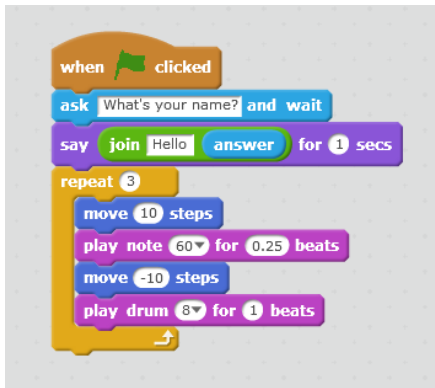 when clicked
ask What's your name? and wait
say join Hello answer for 1 secs
repeat 3
move 10 steps
play note 60 for 0.25 beats
move -10 steps
play drum 8 for 1 beats